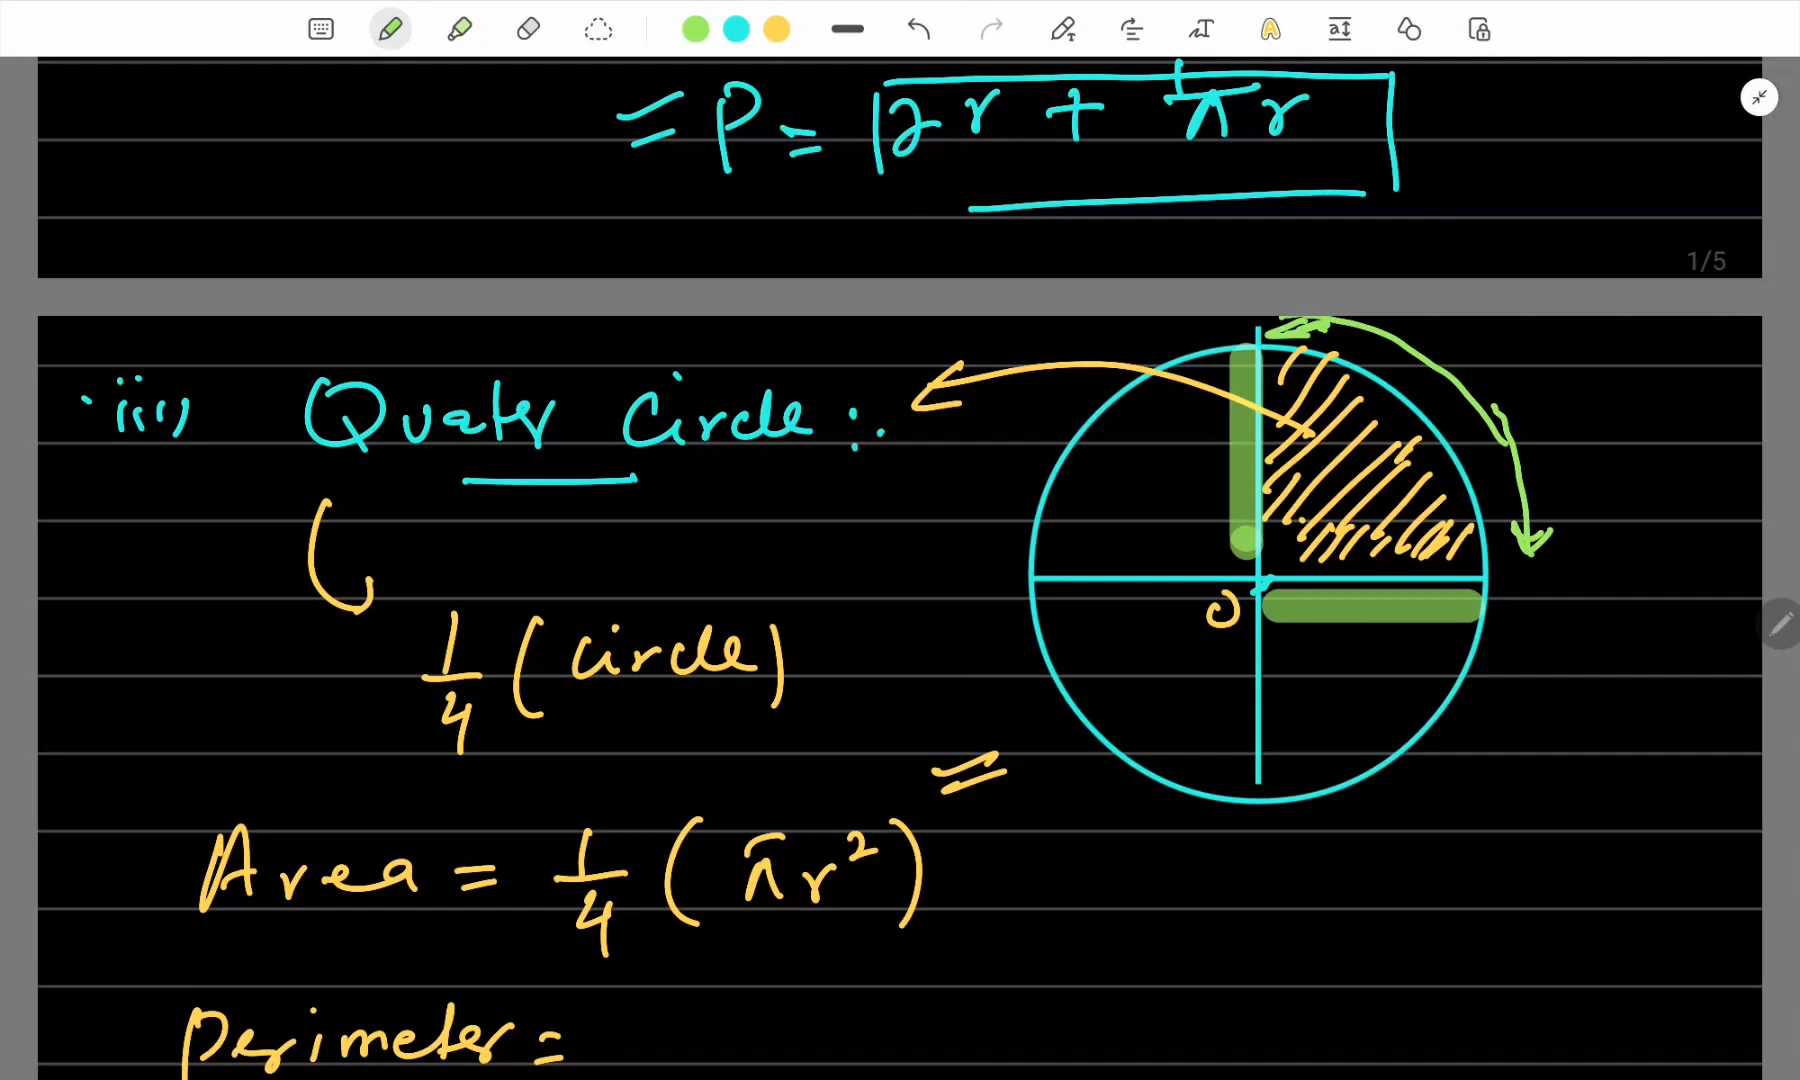 = P = 2r + πr
1/5
iii) Quater Circle :.
O
1/4 (circle)
=
Area = 1/4 (πr²)
Perimeter =